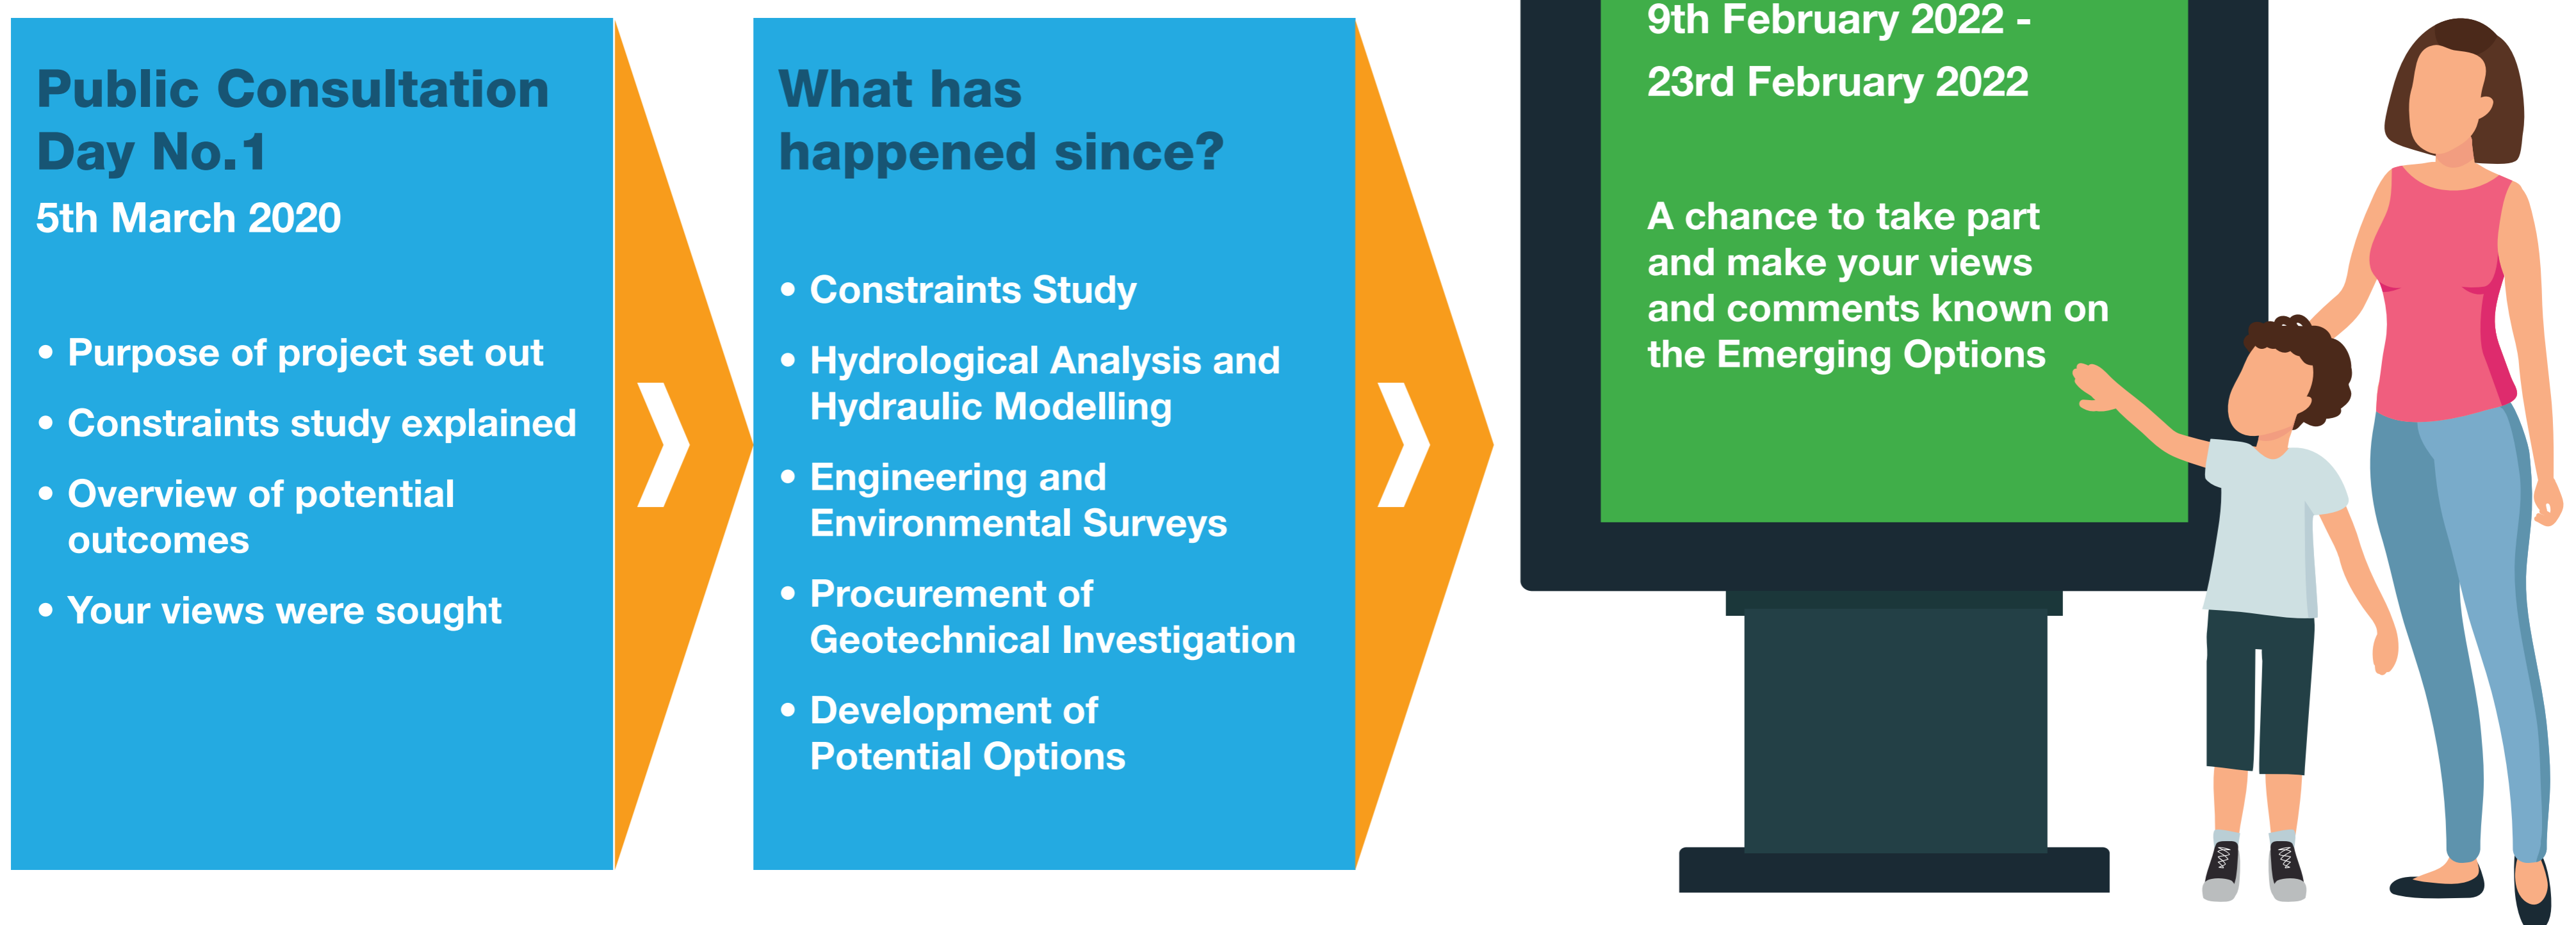 Public Consultation
Day No.1
5th March 2020
• Purpose of project set out
• Constraints study explained
• Overview of potential
outcomes
• Your views were sought
What has
happened since?
• Constraints Study
• Hydrological Analysis and
Hydraulic Modelling
• Engineering and
Environmental Surveys
• Procurement of
Geotechnical Investigation
• Development of
Potential Options
9th February 2022 -
23rd February 2022
A chance to take part
and make your views
and comments known on
the Emerging Options